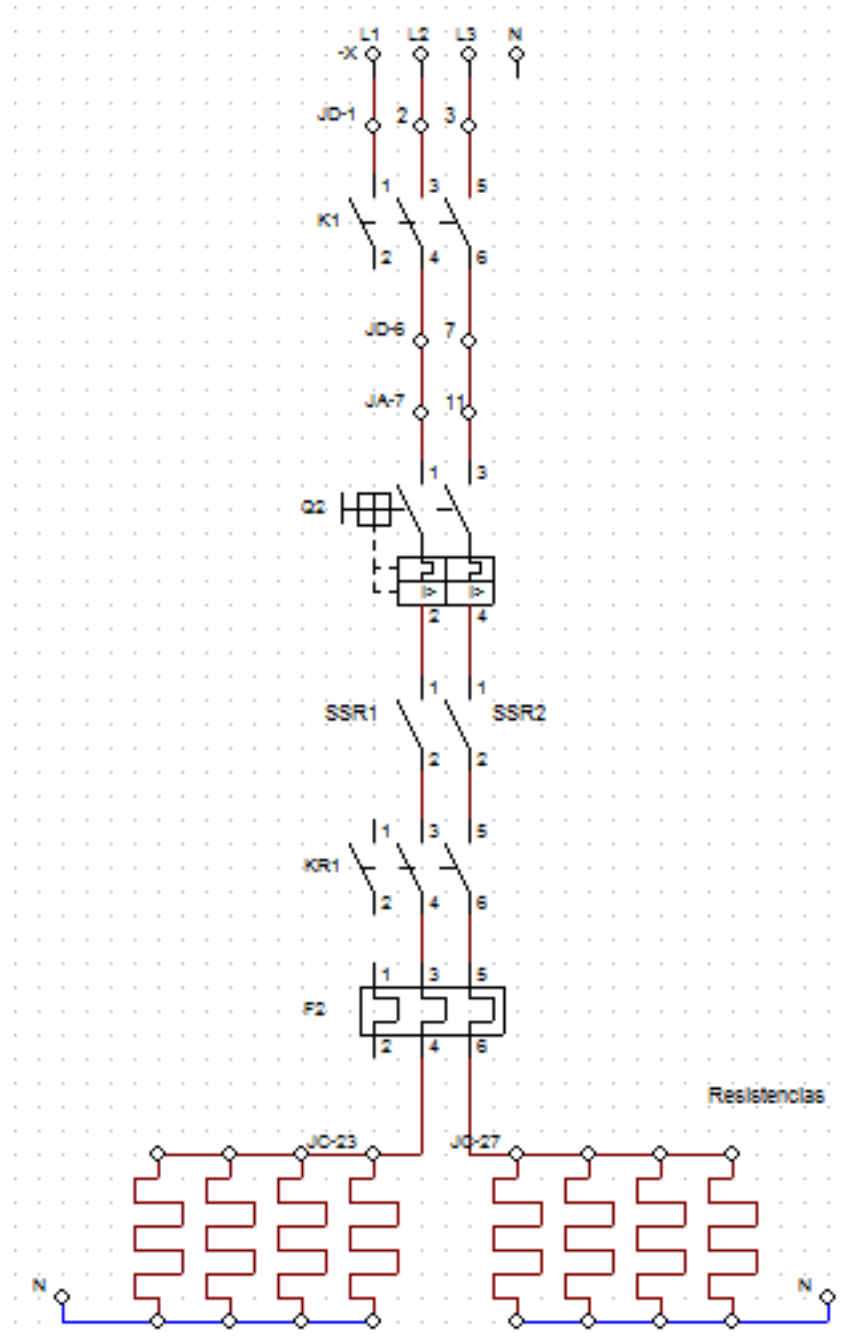 L1 L2 L3 N
-X
JD-1 2 3
1 3 5
K1
2 4 6
JD-6 7
JA-7 11
1 3
Q2
I> I>
2 4
1 1
SSR1 SSR2
2 2
1 3 5
KR1
2 4 6
1 3 5
F2
2 4 6
Resistencias
JC-23 JC-27
N N